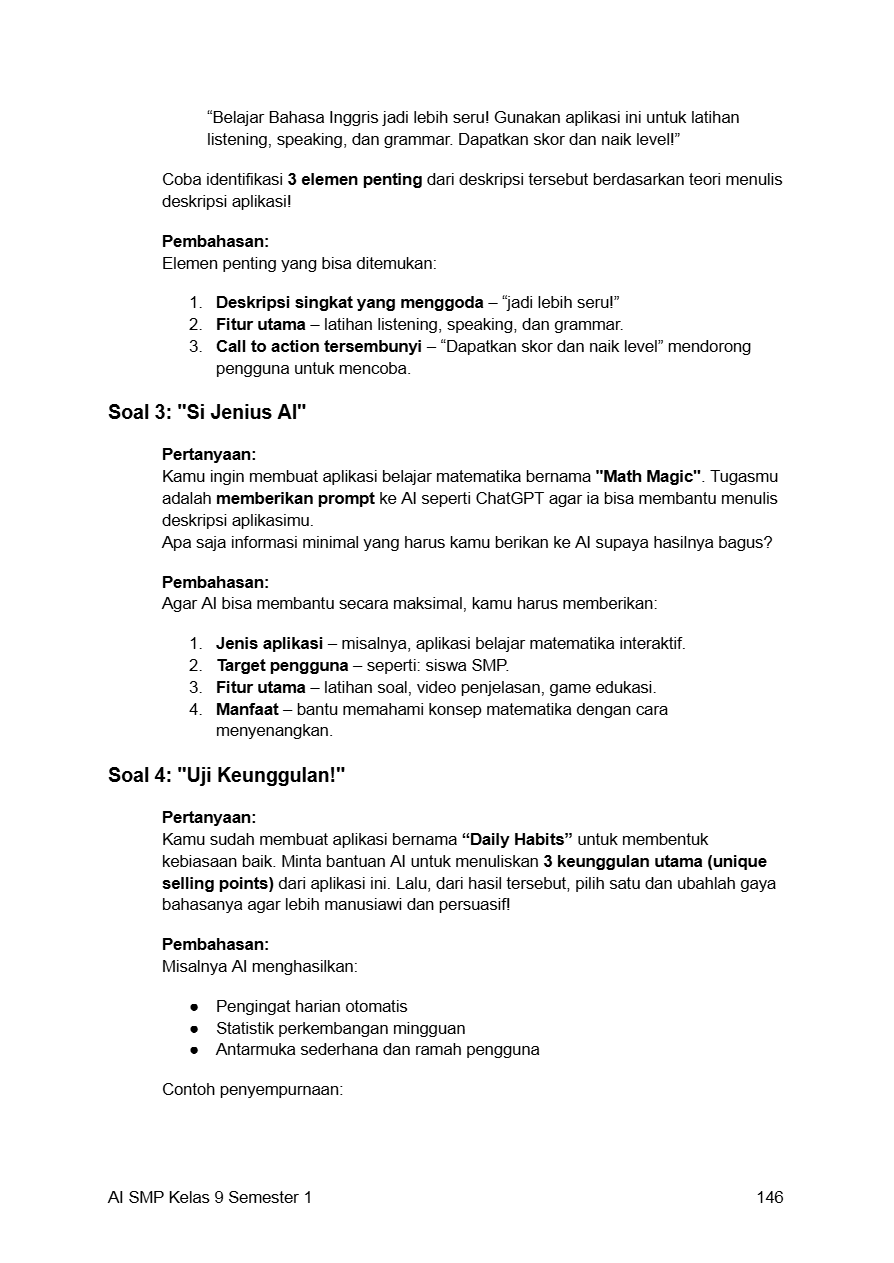 “Belajar Bahasa Inggris jadi lebih seru! Gunakan aplikasi ini untuk latihan
listening, speaking, dan grammar. Dapatkan skor dan naik level!”
Coba identifikasi 3 elemen penting dari deskripsi tersebut berdasarkan teori menulis
deskripsi aplikasi!
Pembahasan:
Elemen penting yang bisa ditemukan:
1. Deskripsi singkat yang menggoda – “jadi lebih seru!”
2. Fitur utama – latihan listening, speaking, dan grammar.
3. Call to action tersembunyi – “Dapatkan skor dan naik level” mendorong
pengguna untuk mencoba.
Soal 3: "Si Jenius AI"
Pertanyaan:
Kamu ingin membuat aplikasi belajar matematika bernama "Math Magic". Tugasmu
adalah memberikan prompt ke AI seperti ChatGPT agar ia bisa membantu menulis
deskripsi aplikasimu.
Apa saja informasi minimal yang harus kamu berikan ke AI supaya hasilnya bagus?
Pembahasan:
Agar AI bisa membantu secara maksimal, kamu harus memberikan:
1. Jenis aplikasi – misalnya, aplikasi belajar matematika interaktif.
2. Target pengguna – seperti: siswa SMP.
3. Fitur utama – latihan soal, video penjelasan, game edukasi.
4. Manfaat – bantu memahami konsep matematika dengan cara
menyenangkan.
Soal 4: "Uji Keunggulan!"
Pertanyaan:
Kamu sudah membuat aplikasi bernama “Daily Habits” untuk membentuk
kebiasaan baik. Minta bantuan AI untuk menuliskan 3 keunggulan utama (unique
selling points) dari aplikasi ini. Lalu, dari hasil tersebut, pilih satu dan ubahlah gaya
bahasanya agar lebih manusiawi dan persuasif!
Pembahasan:
Misalnya AI menghasilkan:
● Pengingat harian otomatis
● Statistik perkembangan mingguan
● Antarmuka sederhana dan ramah pengguna
Contoh penyempurnaan:
AI SMP Kelas 9 Semester 1 146